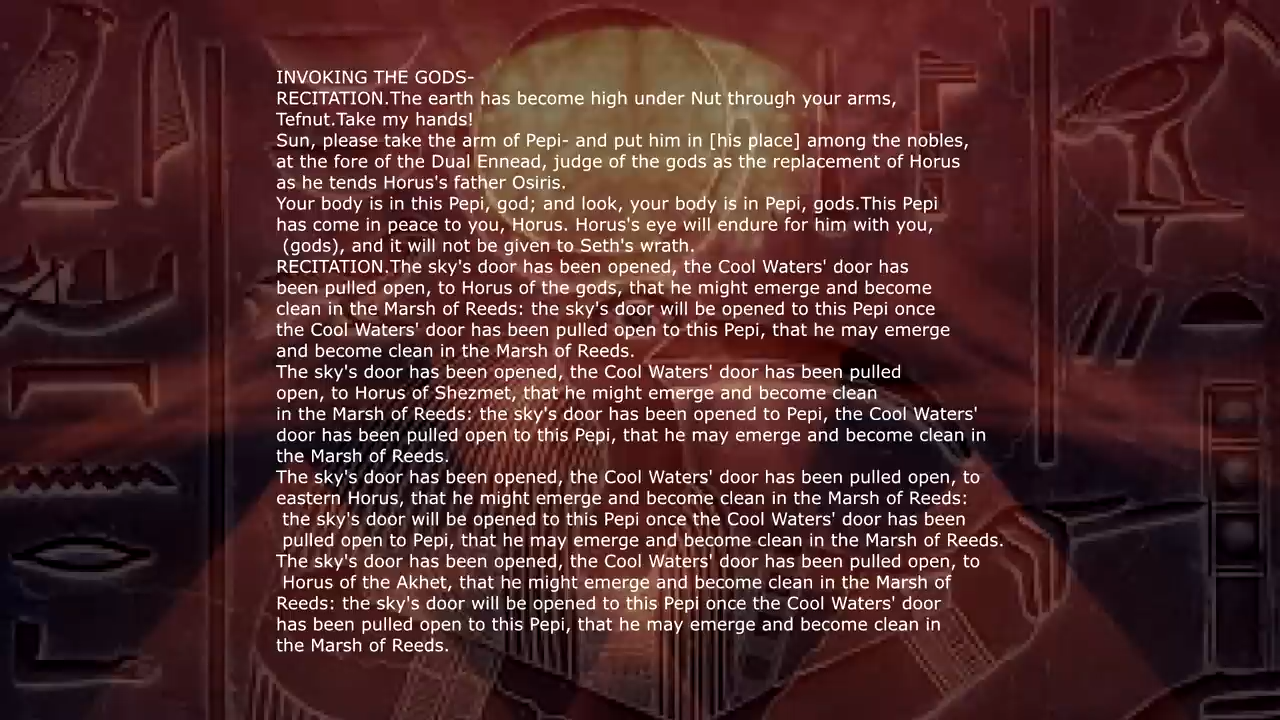 INVOKING THE GODS-
RECITATION.The earth has become high under Nut through your arms,
Tefnut.Take my hands!
Sun, please take the arm of Pepi- and put him in [his place] among the nobles,
at the fore of the Dual Ennead, judge of the gods as the replacement of Horus
as he tends Horus's father Osiris.
Your body is in this Pepi, god; and look, your body is in Pepi, gods.This Pepi
has come in peace to you, Horus. Horus's eye will endure for him with you,
(gods), and it will not be given to Seth's wrath.
RECITATION.The sky's door has been opened, the Cool Waters' door has
been pulled open, to Horus of the gods, that he might emerge and become
clean in the Marsh of Reeds: the sky's door will be opened to this Pepi once
the Cool Waters' door has been pulled open to this Pepi, that he may emerge
and become clean in the Marsh of Reeds.
The sky's door has been opened, the Cool Waters' door has been pulled
open, to Horus of Shezmet, that he might emerge and become clean
in the Marsh of Reeds: the sky's door has been opened to Pepi, the Cool Waters'
door has been pulled open to this Pepi, that he may emerge and become clean in
the Marsh of Reeds.
The sky's door has been opened, the Cool Waters' door has been pulled open, to
eastern Horus, that he might emerge and become clean in the Marsh of Reeds:
the sky's door will be opened to this Pepi once the Cool Waters' door has been
pulled open to Pepi, that he may emerge and become clean in the Marsh of Reeds.
The sky's door has been opened, the Cool Waters' door has been pulled open, to
Horus of the Akhet, that he might emerge and become clean in the Marsh of
Reeds: the sky's door will be opened to this Pepi once the Cool Waters' door
has been pulled open to this Pepi, that he may emerge and become clean in
the Marsh of Reeds.